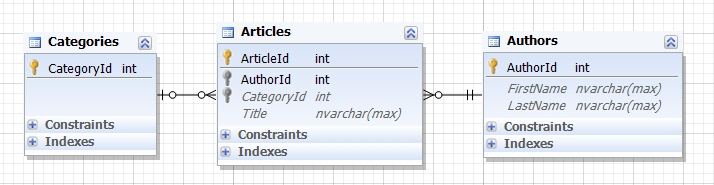 Categories
CategoryId int
Constraints
Indexes
Articles
ArticleId int
AuthorId int
CategoryId int
Title nvarchar(max)
Constraints
Indexes
Authors
AuthorId int
FirstName nvarchar(max)
LastName nvarchar(max)
Constraints
Indexes